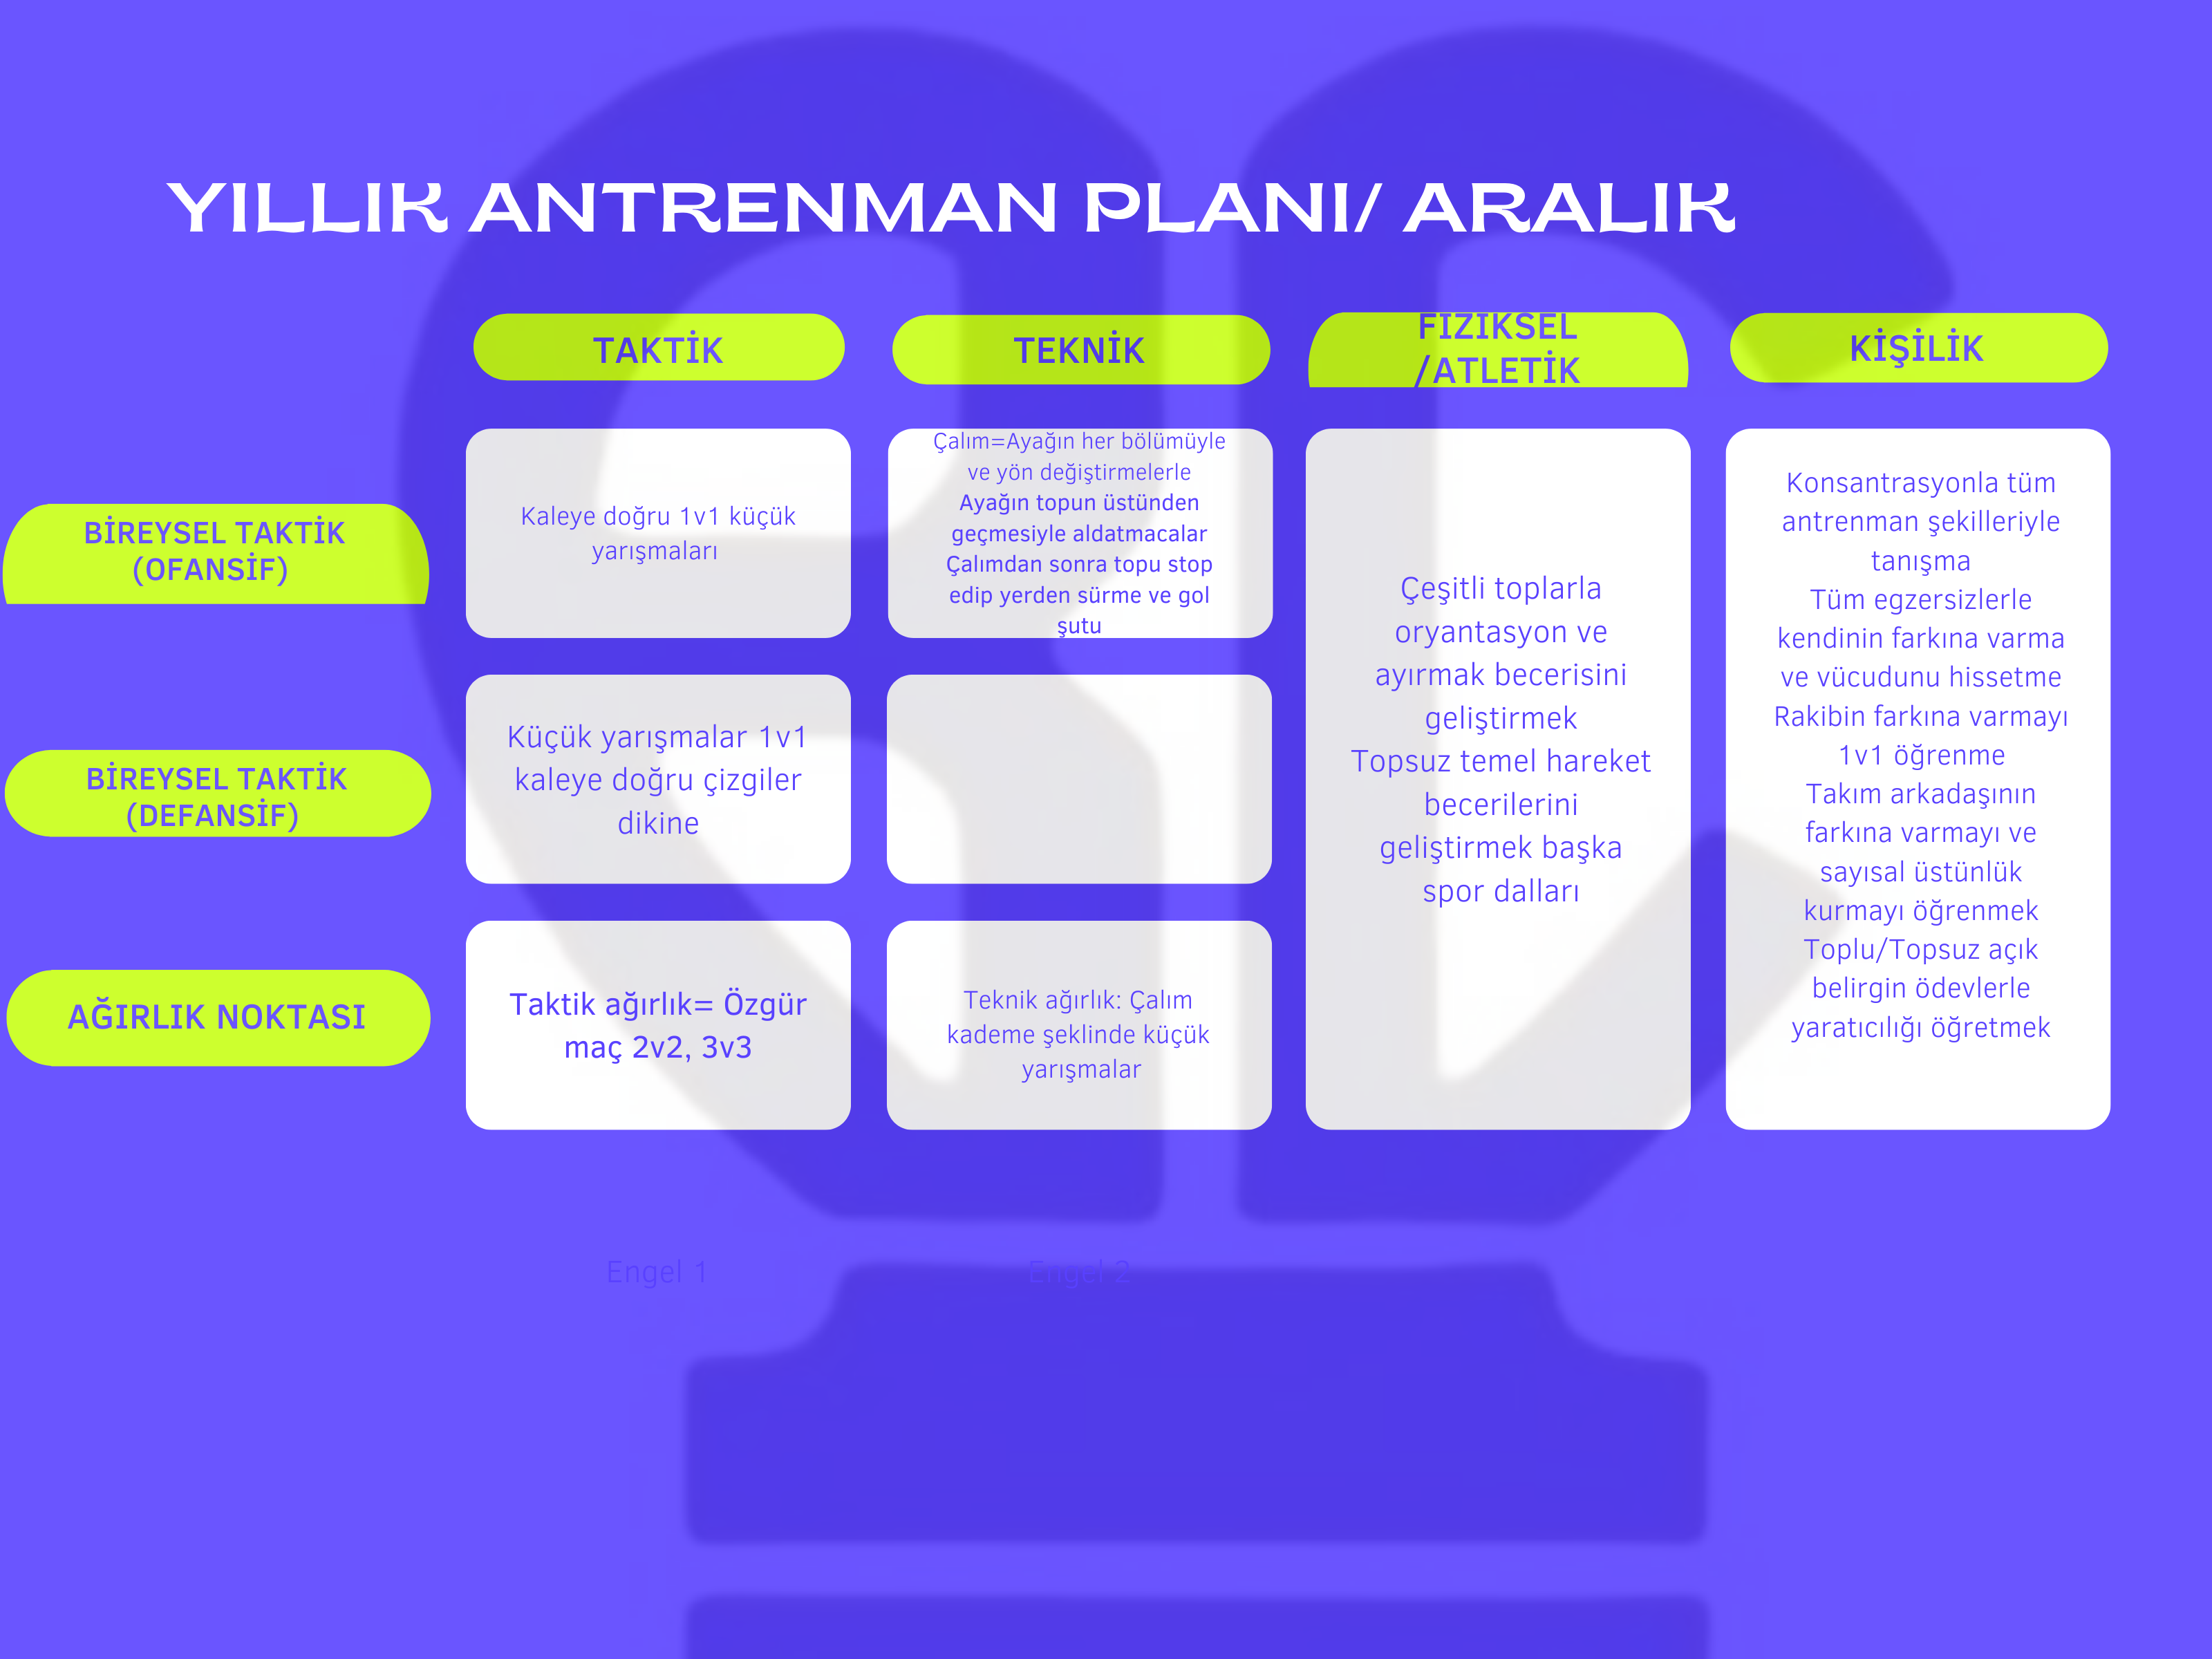 YILLIK ANTRENMAN PLANI/ ARALIK
TAKTİK
TEKNİK
FİZİKSEL
/ATLETİK
KİŞİLİK
BİREYSEL TAKTİK
(OFANSİF)
Kaleye doğru 1v1 küçük
yarışmaları
Çalım=Ayağın her bölümüyle
ve yön değiştirmelerle
Ayağın topun üstünden
geçmesiyle aldatmacalar
Çalımdan sonra topu stop
edip yerden sürme ve gol
şutu
Çeşitli toplarla
oryantasyon ve
ayırmak becerisini
geliştirmek
Topsuz temel hareket
becerilerini
geliştirmek başka
spor dalları
Konsantrasyonla tüm
antrenman şekilleriyle
tanışma
Tüm egzersizlerle
kendinin farkına varma
ve vücudunu hissetme
Rakibin farkına varmayı
1v1 öğrenme
Takım arkadaşının
farkına varmayı ve
sayısal üstünlük
kurmayı öğrenmek
Toplu/Topsuz açık
belirgin ödevlerle
yaratıcılığı öğretmek
BİREYSEL TAKTİK
(DEFANSİF)
Küçük yarışmalar 1v1
kaleye doğru çizgiler
dikine
AĞIRLIK NOKTASI
Taktik ağırlık= Özgür
maç 2v2, 3v3
Teknik ağırlık: Çalım
kademe şeklinde küçük
yarışmalar
Engel 1
Engel 2